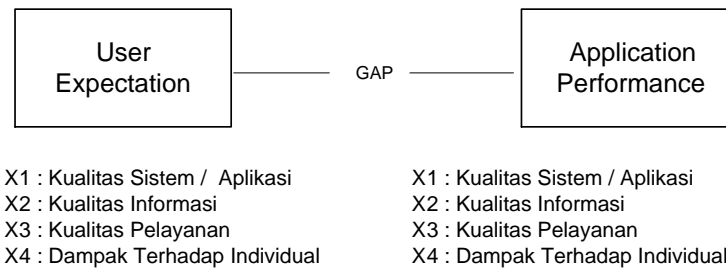 User
Expectation
GAP
Application
Performance
X1 : Kualitas Sistem / Aplikasi
X2 : Kualitas Informasi
X3 : Kualitas Pelayanan
X4 : Dampak Terhadap Individual
X1 : Kualitas Sistem / Aplikasi
X2 : Kualitas Informasi
X3 : Kualitas Pelayanan
X4 : Dampak Terhadap Individual